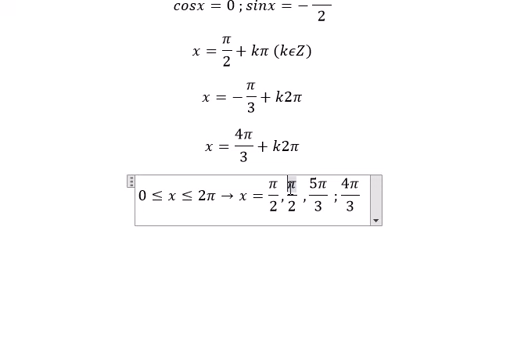 cosx = 0 ; sinx = − —/2
x = π/2 + kπ (kϵZ)
x = − π/3 + k2π
x = 4π/3 + k2π
0 ≤ x ≤ 2π → x = π/2 , π/2 , 5π/3 ; 4π/3